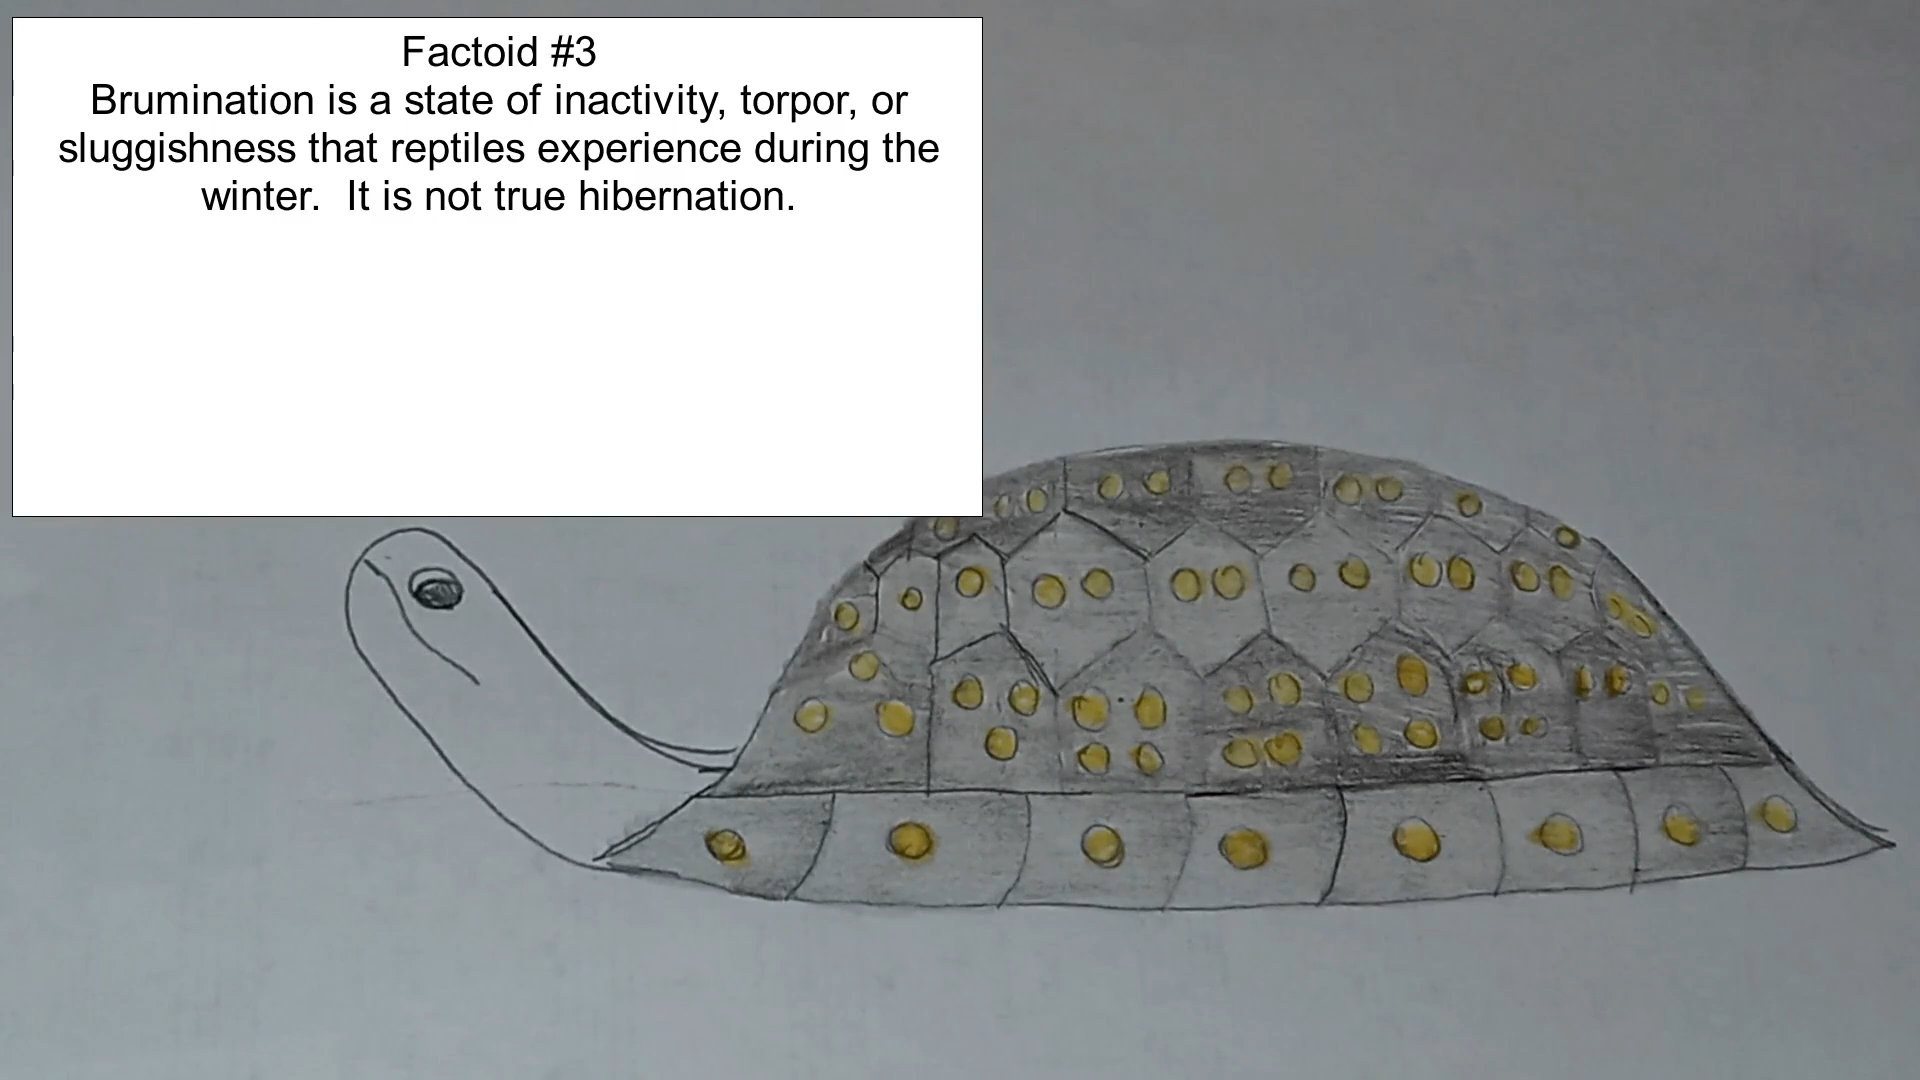 Factoid #3
Brumination is a state of inactivity, torpor, or
sluggishness that reptiles experience during the
winter.  It is not true hibernation.